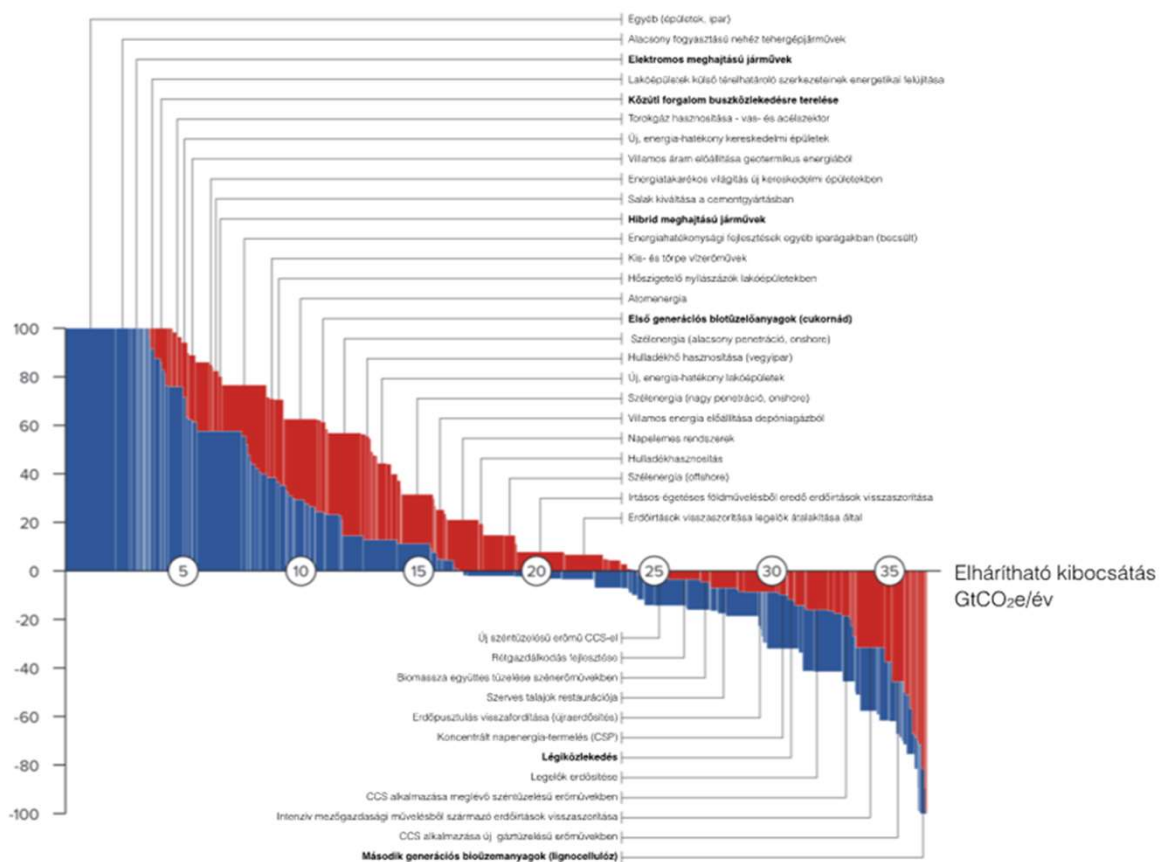 Egyéb (épületek, ipar)
Alacsony fogyasztású nehéz tehergépjárművek
Elektromos meghajtású járművek
Lakóépületek külső térelhatároló szerkezeteinek energetikai felújítása
Közúti forgalom buszközlekedésre terelése
Torokgáz hasznosítása - vas- és acélszektor
Új, energia-hatékony kereskedelmi épületek
Villamos áram előállítása geotermikus energiából
Energiatakarékos világítás új kereskedelmi épületekben
Salak kiváltása a cementgyártásban
Hibrid meghajtású járművek
Energiahatékonysági fejlesztések egyéb iparágakban (becsült)
Kis- és törpe vízerőművek
Hőszigetelő nyílászázók lakóépületekben
Atomenergia
Első generációs biotüzelőanyagok (cukornád)
Szélenergia (alacsony penetráció, onshore)
Hulladékhő hasznosítása (vegyipar)
Új, energia-hatékony lakóépületek
Szélenergia (nagy penetráció, onshore)
Villamos energia előállítása depóniagázból
Napelemes rendszerek
Hulladékhasznosítás
Szélenergia (offshore)
Irtásos-égetéses földművelésből eredő erdőirtások visszaszorítása
Erdőirtások visszaszorítása legelők átalakítása által
100
80
60
40
20
0
-20
-40
-60
-80
-100
5
10
15
20
25
30
35
Elhárítható kibocsátás
GtCO₂e/év
Új széntüzelésű erőmű CCS-el
Rétgazdálkodás fejlesztése
Biomassza együttes tüzelése szénerőművekben
Szerves talajok restaurációja
Erdőpusztulás visszafordítása (újraerdősítés)
Koncentrált napenergia-termelés (CSP)
Légiközlekedés
Legelők erdősítése
CCS alkalmazása meglévő széntüzelésű erőművekben
Intenzív mezőgazdasági művelésből származó erdőirtások visszaszorítása
CCS alkalmazása új gáztüzelésű erőművekben
Második generációs bioüzemanyagok (lignocellulóz)